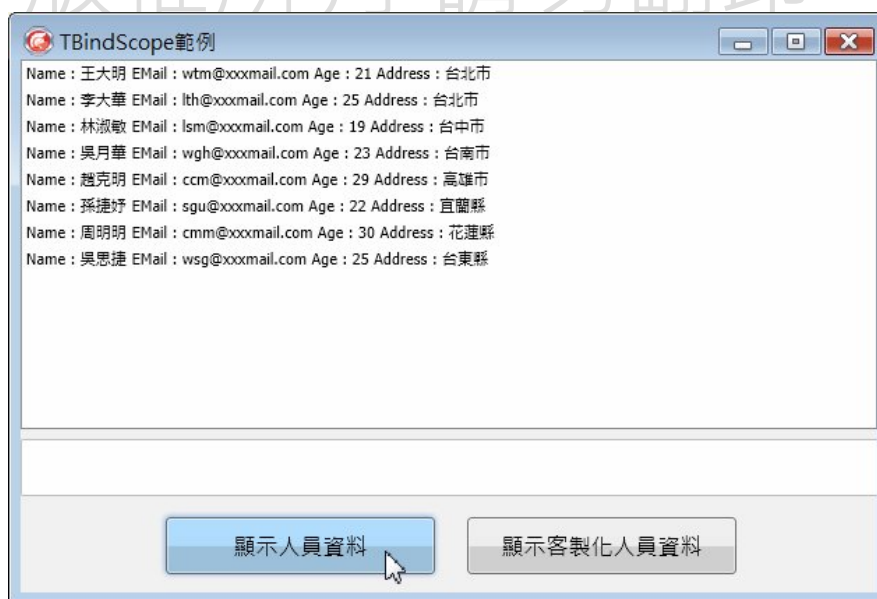 TBindScope範例
Name：王大明 EMail：wtm@xxxmail.com Age：21 Address：台北市
Name：李大華 EMail：lth@xxxmail.com Age：25 Address：台北市
Name：林淑敏 EMail：lsm@xxxmail.com Age：19 Address：台中市
Name：吳月華 EMail：wgh@xxxmail.com Age：23 Address：台南市
Name：趙克明 EMail：ccm@xxxmail.com Age：29 Address：高雄市
Name：孫捷妤 EMail：sgu@xxxmail.com Age：22 Address：宜蘭縣
Name：周明明 EMail：cmm@xxxmail.com Age：30 Address：花蓮縣
Name：吳思捷 EMail：wsg@xxxmail.com Age：25 Address：台東縣
顯示人員資料
顯示客製化人員資料